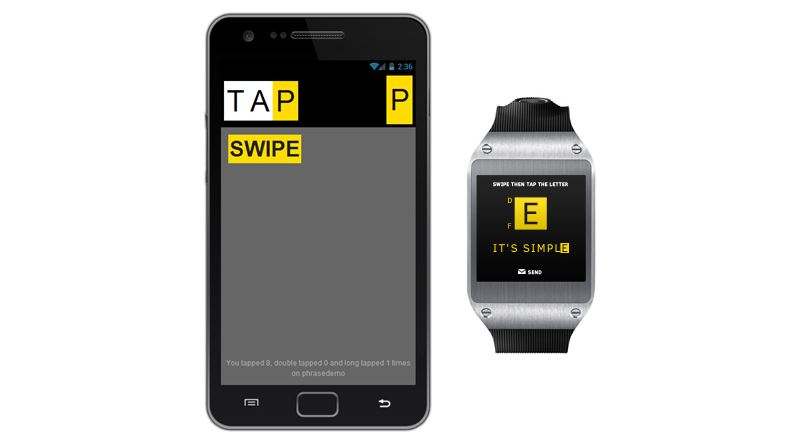 2:36
TAP P
SWIPE
You tapped 8, double tapped 0 and long tapped 1 times
on phrasedemo
SWIPE THEN TAP THE LETTER
D
E
F
IT'S SIMPLE
SEND